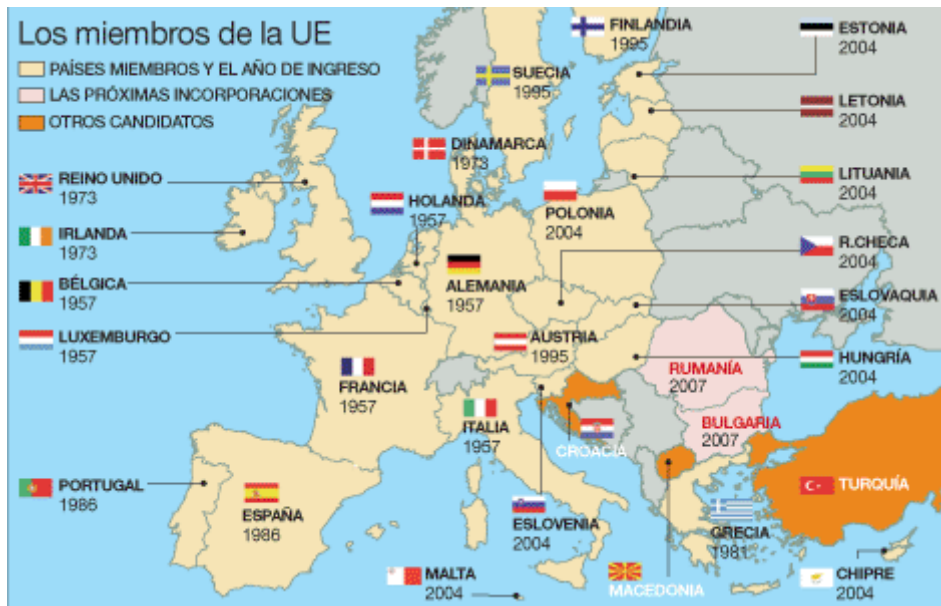 Los miembros de la UE
PAÍSES MIEMBROS Y EL AÑO DE INGRESO
LAS PRÓXIMAS INCORPORACIONES
OTROS CANDIDATOS
FINLANDIA
1995
ESTONIA
2004
SUECIA
1995
LETONIA
2004
DINAMARCA
1973
REINO UNIDO
1973
HOLANDA
1957
POLONIA
2004
LITUANIA
2004
IRLANDA
1973
R.CHECA
2004
BÉLGICA
1957
ALEMANIA
1957
ESLOVAQUIA
2004
LUXEMBURGO
1957
AUSTRIA
1995
HUNGRÍA
2004
FRANCIA
1957
RUMANÍA
2007
ITALIA
1957
BULGARIA
2007
CROACIA
PORTUGAL
1986
ESPAÑA
1986
TURQUÍA
ESLOVENIA
2004
GRECIA
1981
MALTA
2004
MACEDONIA
CHIPRE
2004